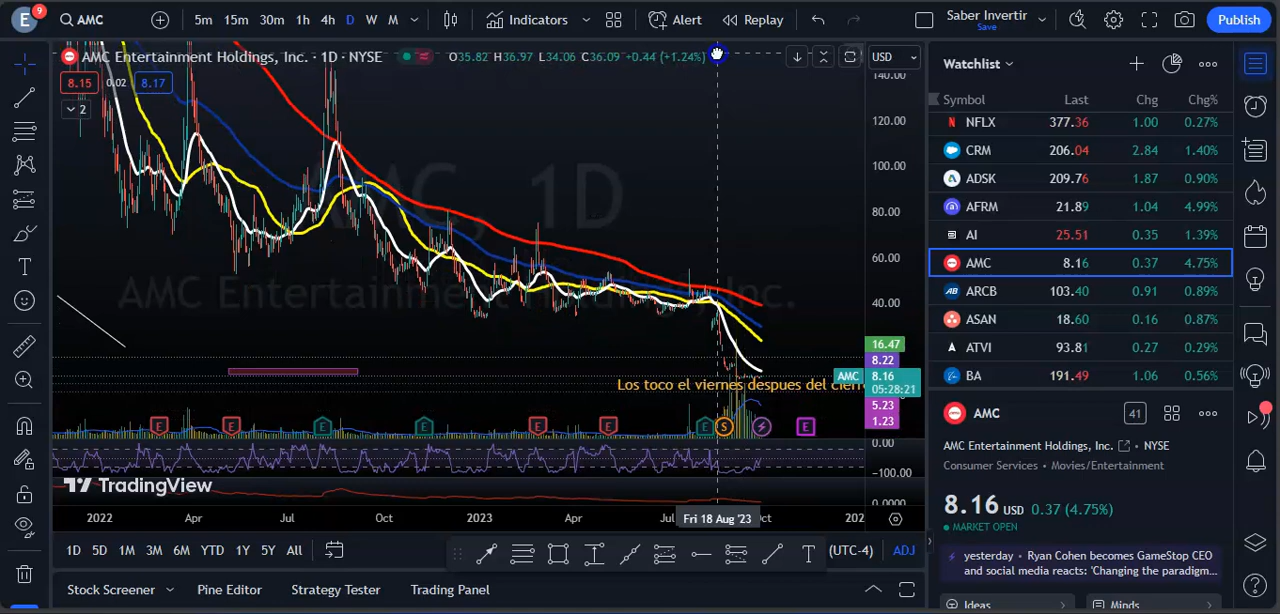 E 9 AMC 5m 15m 30m 1h 4h D W M Indicators Alert Replay Saber Invertir Save Publish
AMC Entertainment Holdings, Inc. · 1D · NYSE O35.82 H36.97 L34.06 C36.09 +0.44 (+1.24%) USD
8.15 0.02 8.17
2
AMC, 1D
AMC Entertainment Holdings, Inc.
140.00
120.00
100.00
80.00
60.00
40.00
16.47
8.22
AMC 8.16
05:28:21
5.23
1.23
Los toco el viernes despues del cierre
E E E E E E E S E
0.00
-100.00
0.0000
TradingView
2022 Apr Jul Oct 2023 Apr Jul Fri 18 Aug '23 Oct 202
1D 5D 1M 3M 6M YTD 1Y 5Y All (UTC-4) ADJ
Stock Screener Pine Editor Strategy Tester Trading Panel
Watchlist
Symbol Last Chg Chg%
NFLX 377.36 1.00 0.27%
CRM 206.04 2.84 1.40%
ADSK 209.76 1.87 0.90%
AFRM 21.89 1.04 4.99%
AI 25.51 0.35 1.39%
AMC 8.16 0.37 4.75%
ARCB 103.40 0.91 0.89%
ASAN 18.60 0.16 0.87%
ATVI 93.81 0.27 0.29%
BA 191.49 1.06 0.56%
AMC 41
AMC Entertainment Holdings, Inc. • NYSE
Consumer Services • Movies/Entertainment
8.16 USD 0.37 (4.75%)
MARKET OPEN
yesterday • Ryan Cohen becomes GameStop CEO
and social media reacts: 'Changing the paradigm...
Ideas Minds